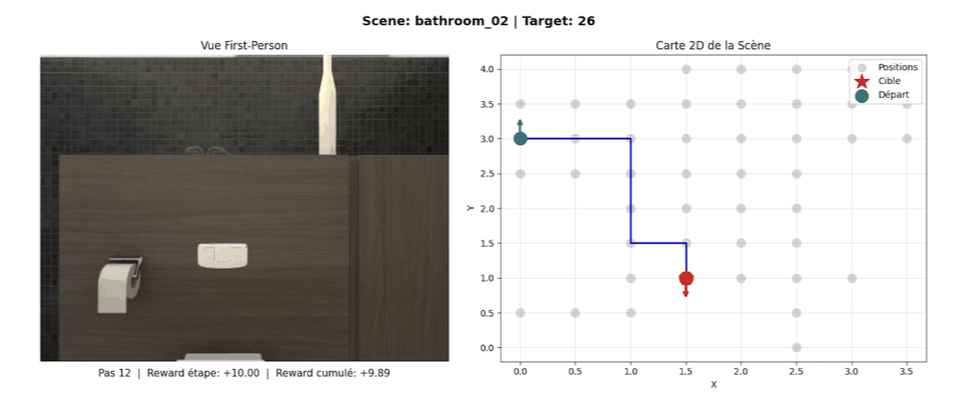 Scene: bathroom_02 | Target: 26
Vue First-Person
Pas 12 | Reward étape: +10.00 | Reward cumulé: +9.89
Carte 2D de la Scène
Positions
Cible
Départ
4.0
3.5
3.0
2.5
2.0
1.5
1.0
0.5
0.0
Y
0.0 0.5 1.0 1.5 2.0 2.5 3.0 3.5
X